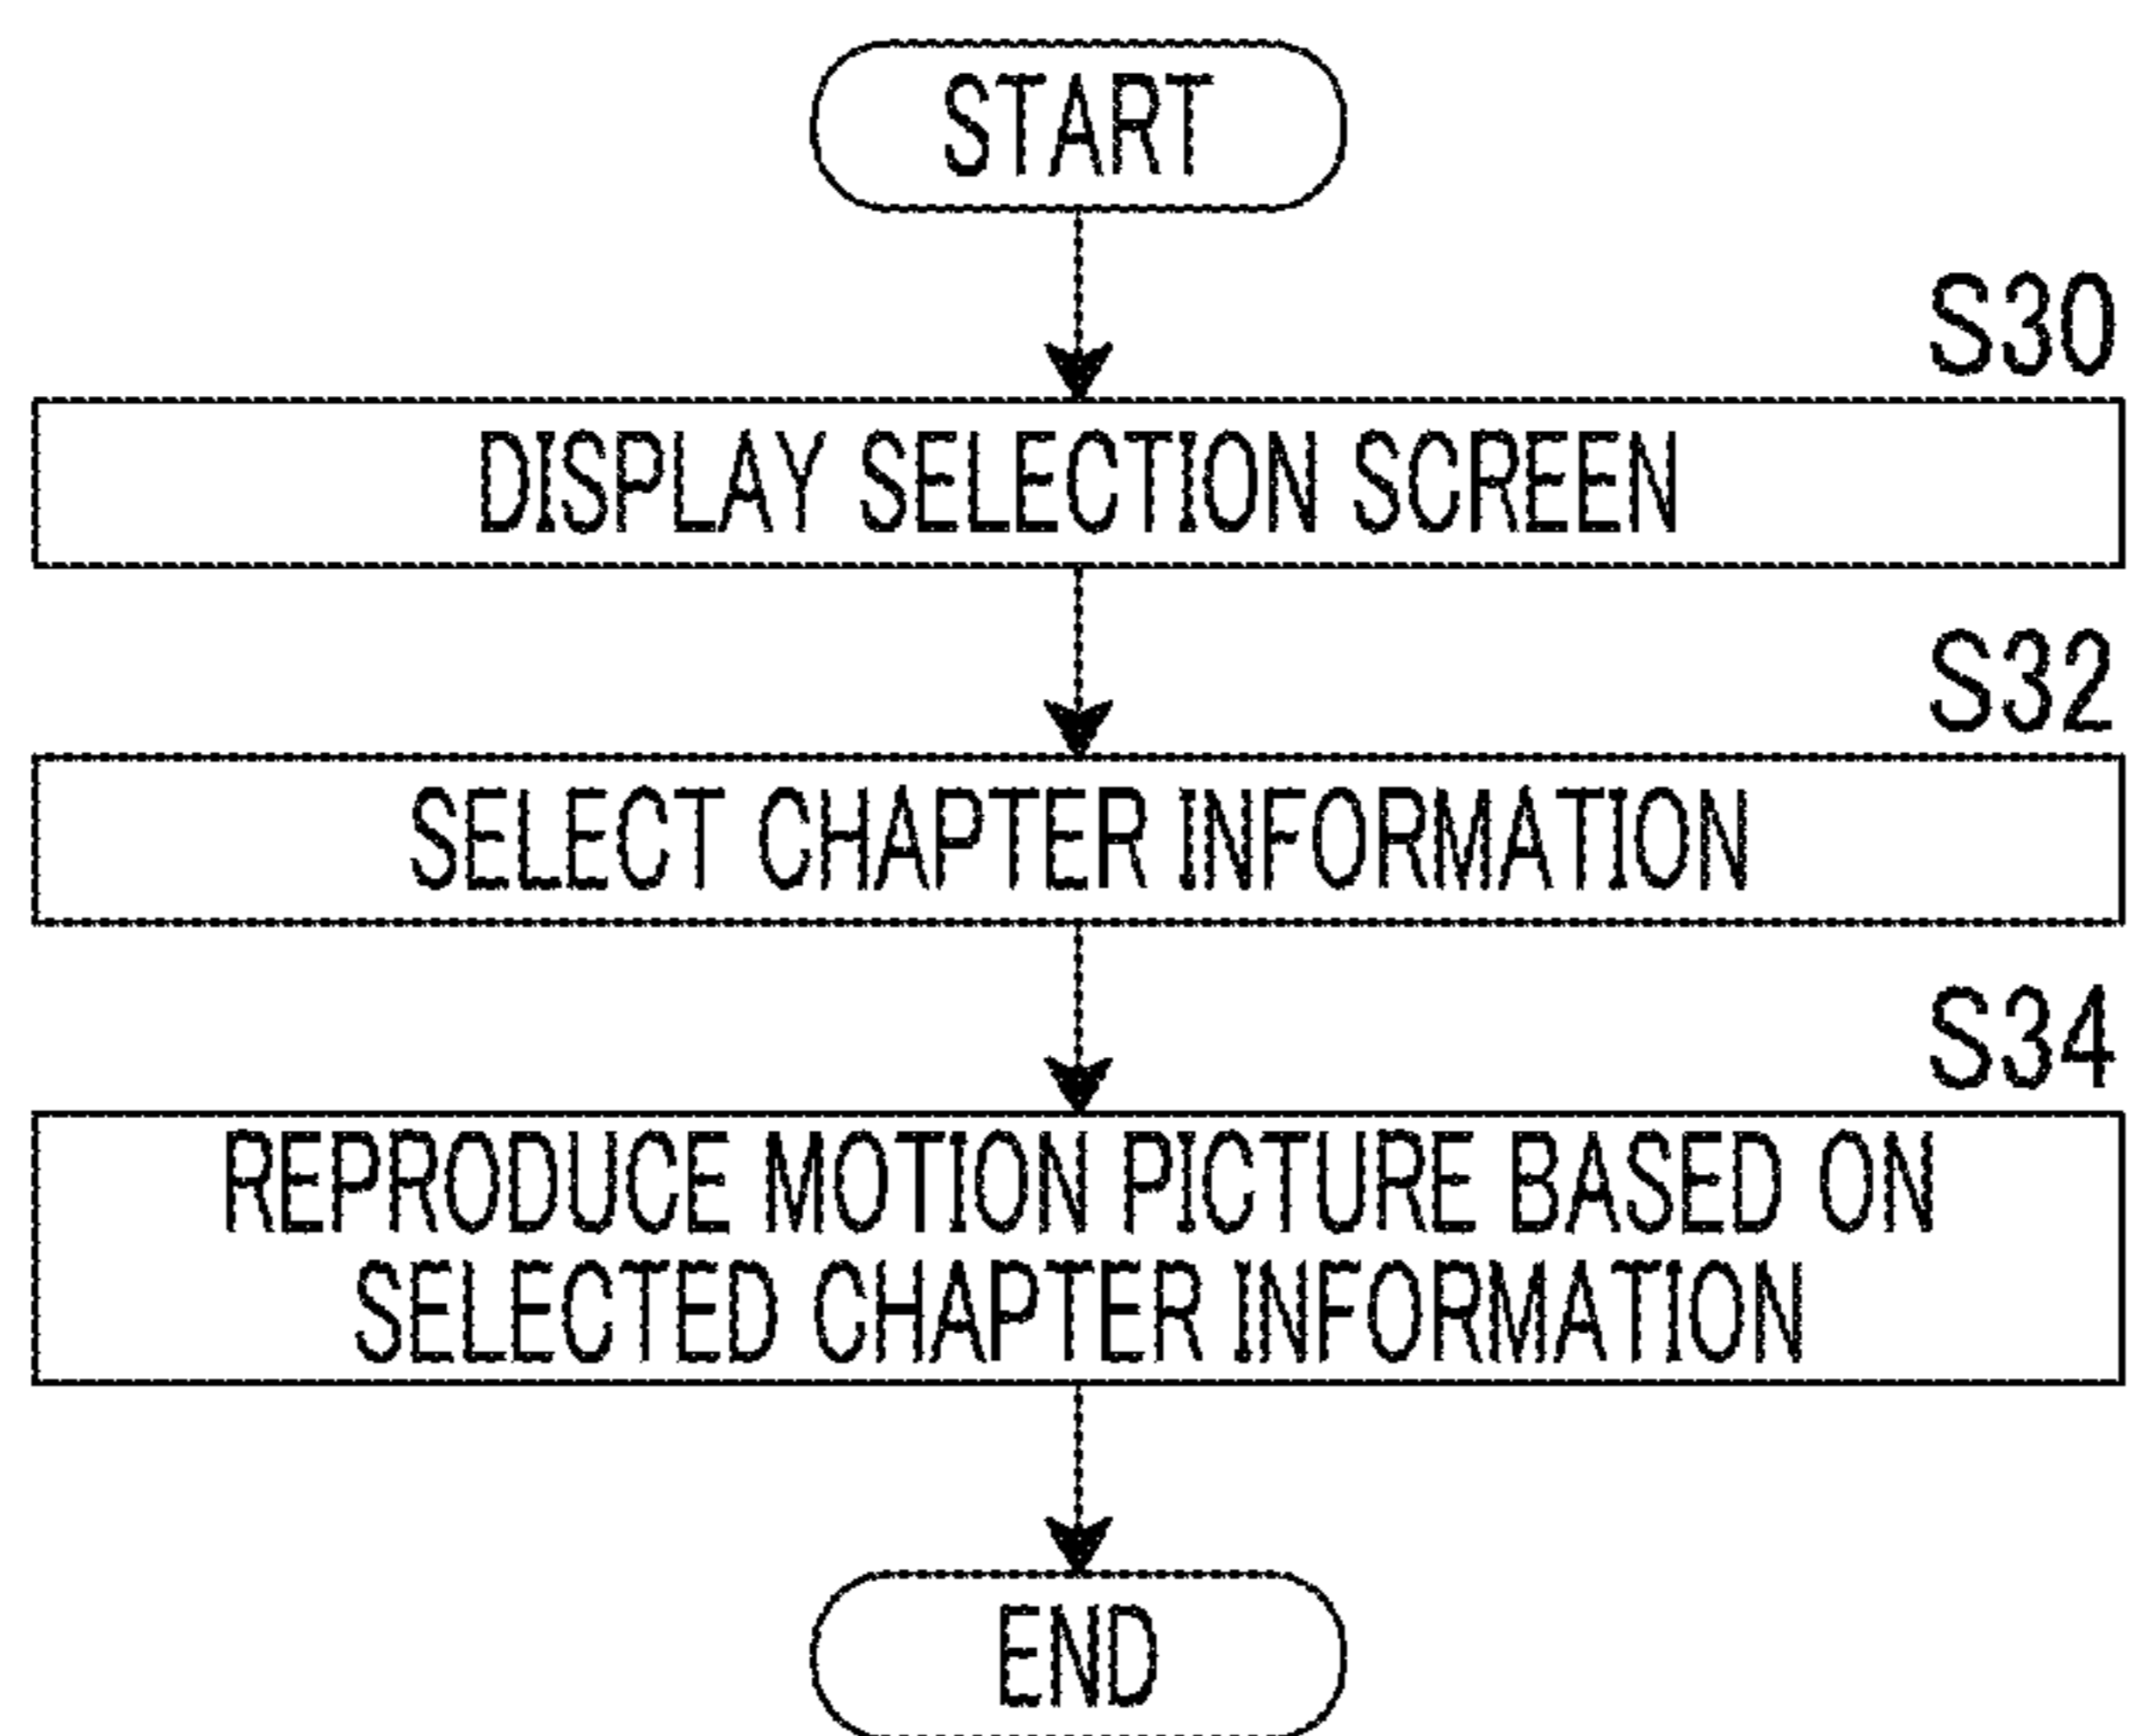 START
S30
DISPLAY SELECTION SCREEN
S32
SELECT CHAPTER INFORMATION
S34
REPRODUCE MOTION PICTURE BASED ON
SELECTED CHAPTER INFORMATION
END